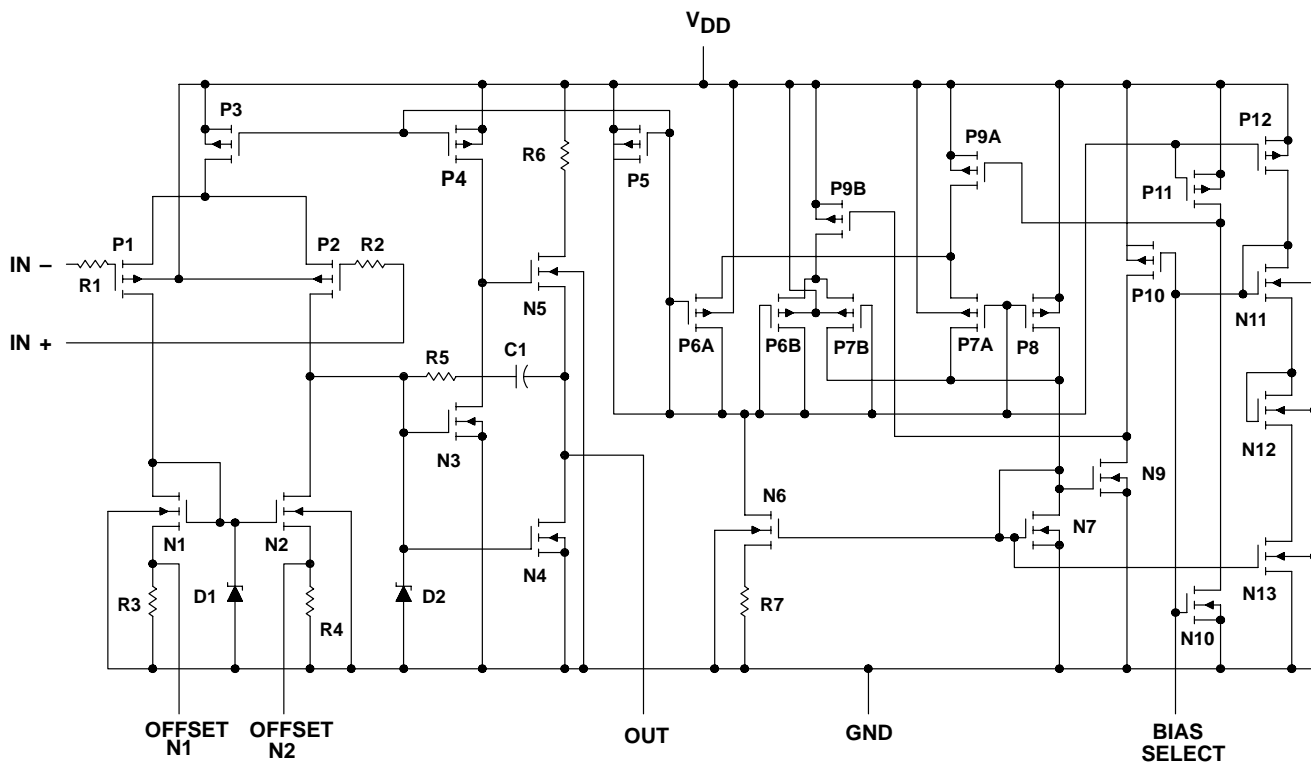 VDD
P3
P12
P9A
R6
P4
P5
P11
P9B
P1
P2
R2
IN –
R1
N5
P10
N11
IN +
P6A
P6B
P7B
P7A
P8
R5
C1
N3
N12
N9
N6
N1
N2
N7
N4
N13
R3
D1
R4
D2
R7
N10
OFFSET
N1
OFFSET
N2
OUT
GND
BIAS
SELECT